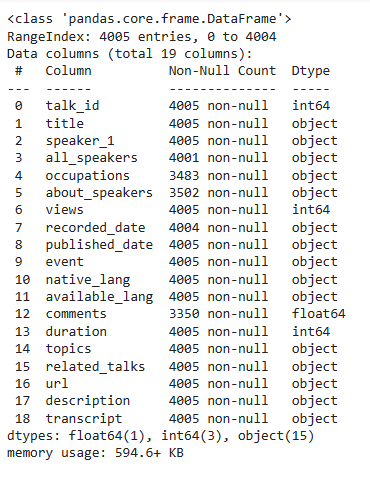 <class 'pandas.core.frame.DataFrame'>
RangeIndex: 4005 entries, 0 to 4004
Data columns (total 19 columns):
 #   Column          Non-Null Count  Dtype
---  ------          --------------  -----
 0   talk_id         4005 non-null   int64
 1   title           4005 non-null   object
 2   speaker_1       4005 non-null   object
 3   all_speakers    4001 non-null   object
 4   occupations     3483 non-null   object
 5   about_speakers  3502 non-null   object
 6   views           4005 non-null   int64
 7   recorded_date   4004 non-null   object
 8   published_date  4005 non-null   object
 9   event           4005 non-null   object
 10  native_lang     4005 non-null   object
 11  available_lang  4005 non-null   object
 12  comments        3350 non-null   float64
 13  duration        4005 non-null   int64
 14  topics          4005 non-null   object
 15  related_talks   4005 non-null   object
 16  url             4005 non-null   object
 17  description     4005 non-null   object
 18  transcript      4005 non-null   object
dtypes: float64(1), int64(3), object(15)
memory usage: 594.6+ KB